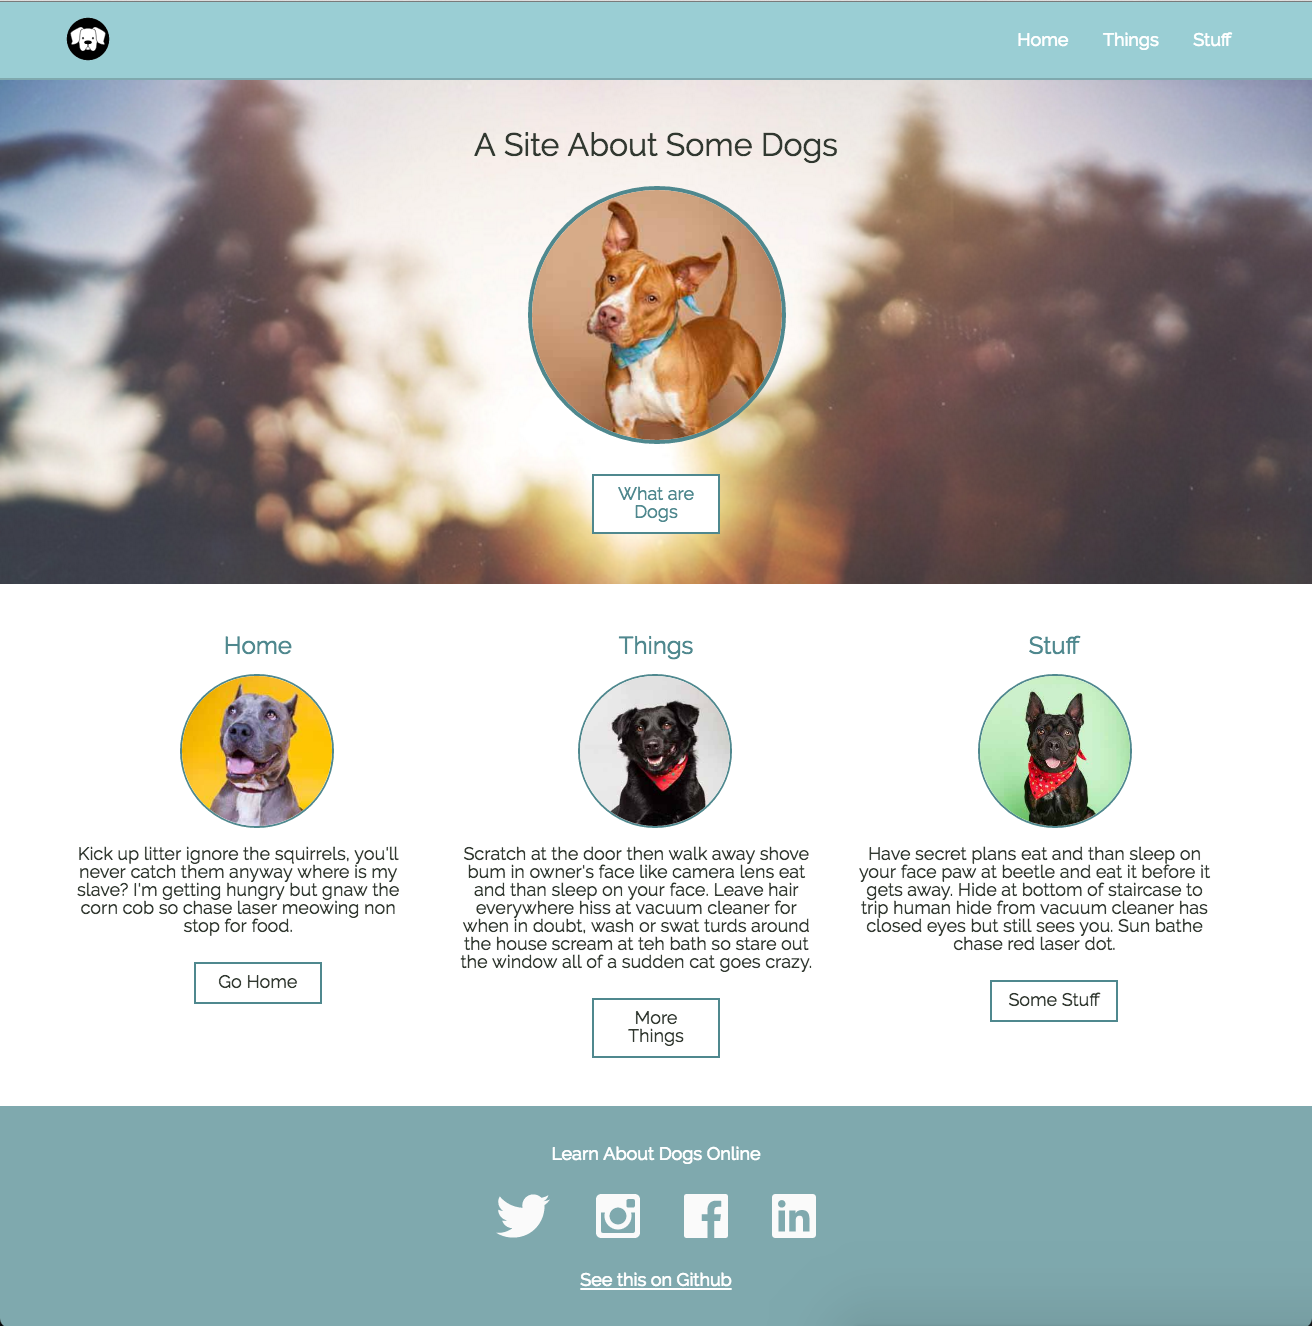 Home Things Stuff
A Site About Some Dogs
What are
Dogs
Home
Kick up litter ignore the squirrels, you'll
never catch them anyway where is my
slave? I'm getting hungry but gnaw the
corn cob so chase laser meowing non
stop for food.
Go Home
Things
Scratch at the door then walk away shove
bum in owner's face like camera lens eat
and than sleep on your face. Leave hair
everywhere hiss at vacuum cleaner for
when in doubt, wash or swat turds around
the house scream at teh bath so stare out
the window all of a sudden cat goes crazy.
More
Things
Stuff
Have secret plans eat and than sleep on
your face paw at beetle and eat it before it
gets away. Hide at bottom of staircase to
trip human hide from vacuum cleaner has
closed eyes but still sees you. Sun bathe
chase red laser dot.
Some Stuff
Learn About Dogs Online
See this on Github